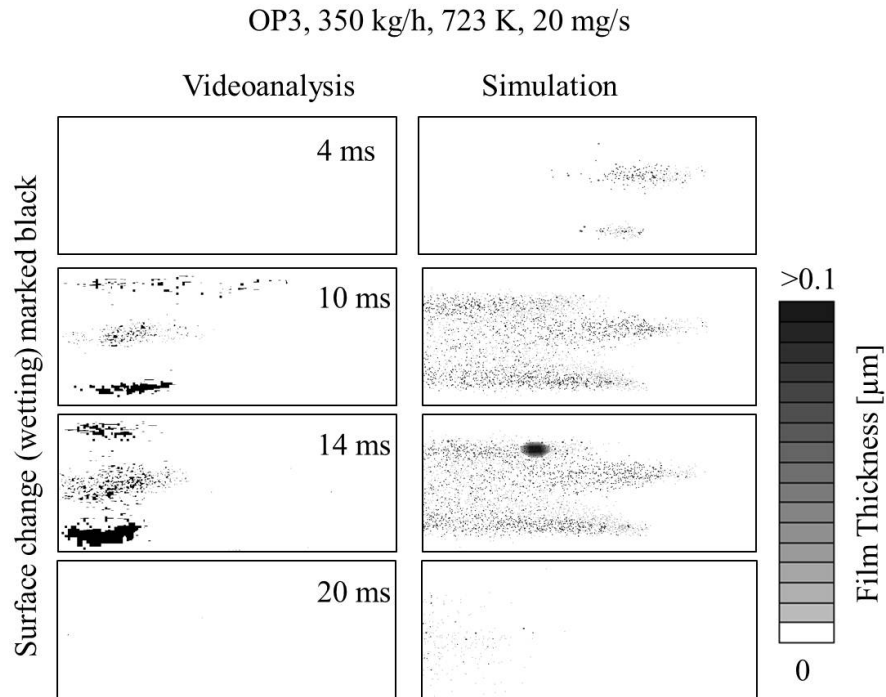 OP3, 350 kg/h, 723 K, 20 mg/s
Videoanalysis
Simulation
Surface change (wetting) marked black
4 ms
10 ms
14 ms
20 ms
>0.1
Film Thickness [µm]
0